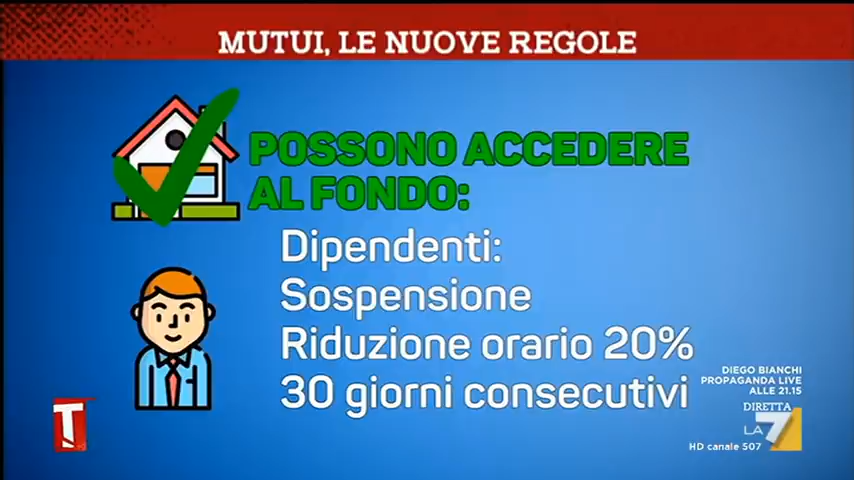 MUTUI, LE NUOVE REGOLE
POSSONO ACCEDERE
AL FONDO:
Dipendenti:
Sospensione
Riduzione orario 20%
30 giorni consecutivi
DIEGO BIANCHI
PROPAGANDA LIVE
ALLE 21.15
DIRETTA
LA7
HD canale 507
T